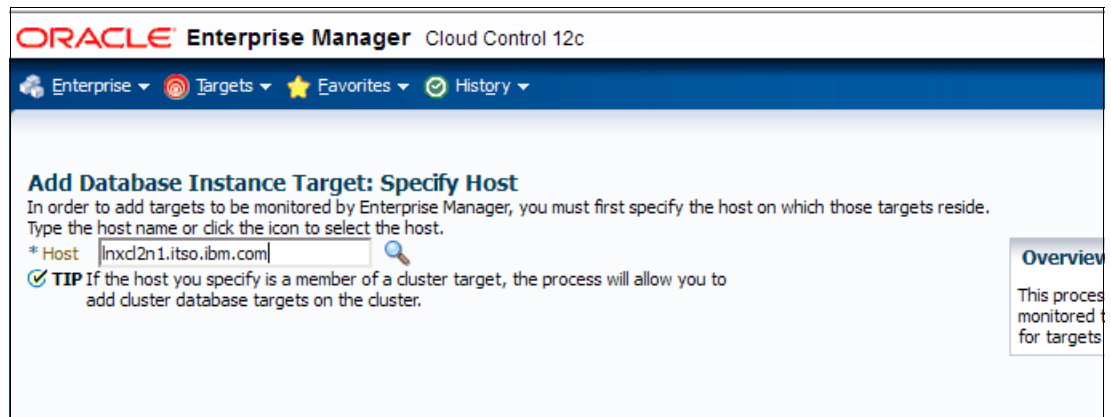 ORACLE Enterprise Manager Cloud Control 12c
Enterprise Targets Favorites History
Add Database Instance Target: Specify Host
In order to add targets to be monitored by Enterprise Manager, you must first specify the host on which those targets reside.
Type the host name or click the icon to select the host.
* Host lnxcl2n1.itso.ibm.com
TIP If the host you specify is a member of a cluster target, the process will allow you to
add cluster database targets on the cluster.
Overview
This proces
monitored t
for targets